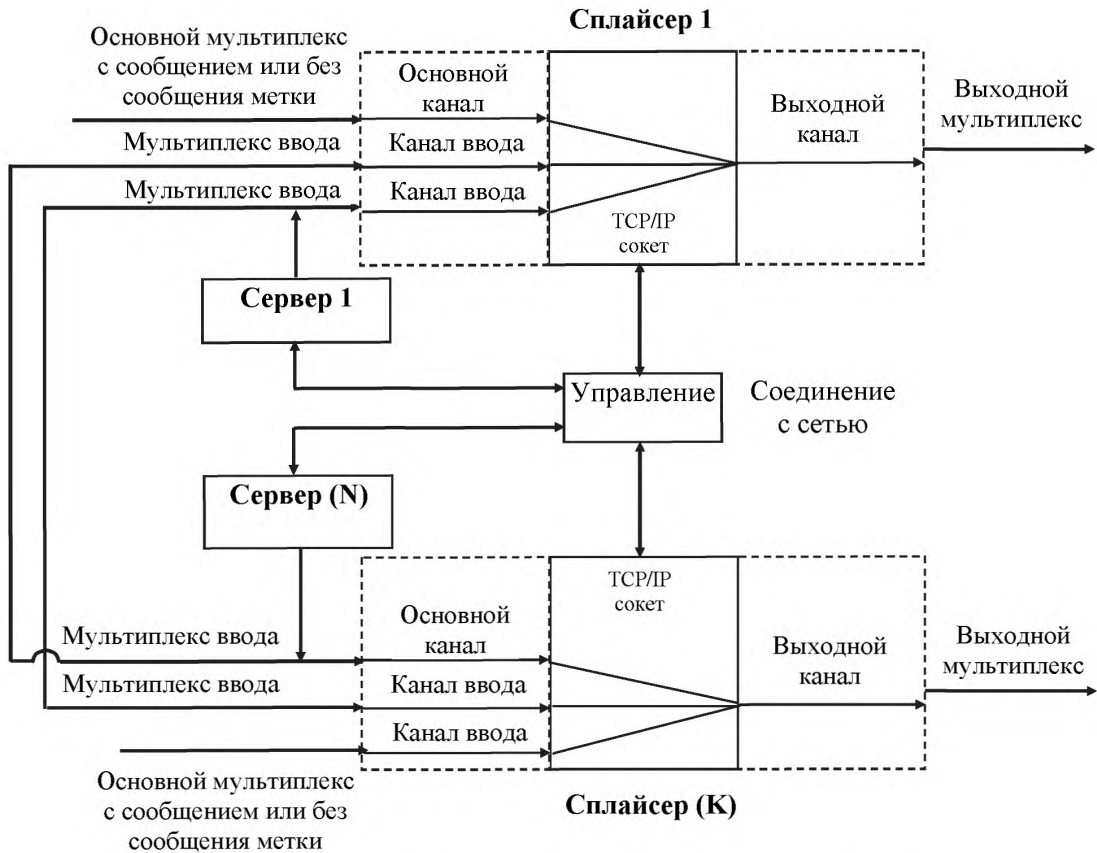 Сплайсер 1
Основной мультиплекс
с сообщением или без
сообщения метки
Мультиплекс ввода
Мультиплекс ввода
Основной
канал
Канал ввода
Канал ввода
TCP/IP
сокет
Выходной
канал
Выходной
мультиплекс
Сервер 1
Управление
Соединение
с сетью
Сервер (N)
TCP/IP
сокет
Мультиплекс ввода
Мультиплекс ввода
Основной
канал
Канал ввода
Канал ввода
Выходной
канал
Выходной
мультиплекс
Основной мультиплекс
с сообщением или без
сообщения метки
Сплайсер (K)